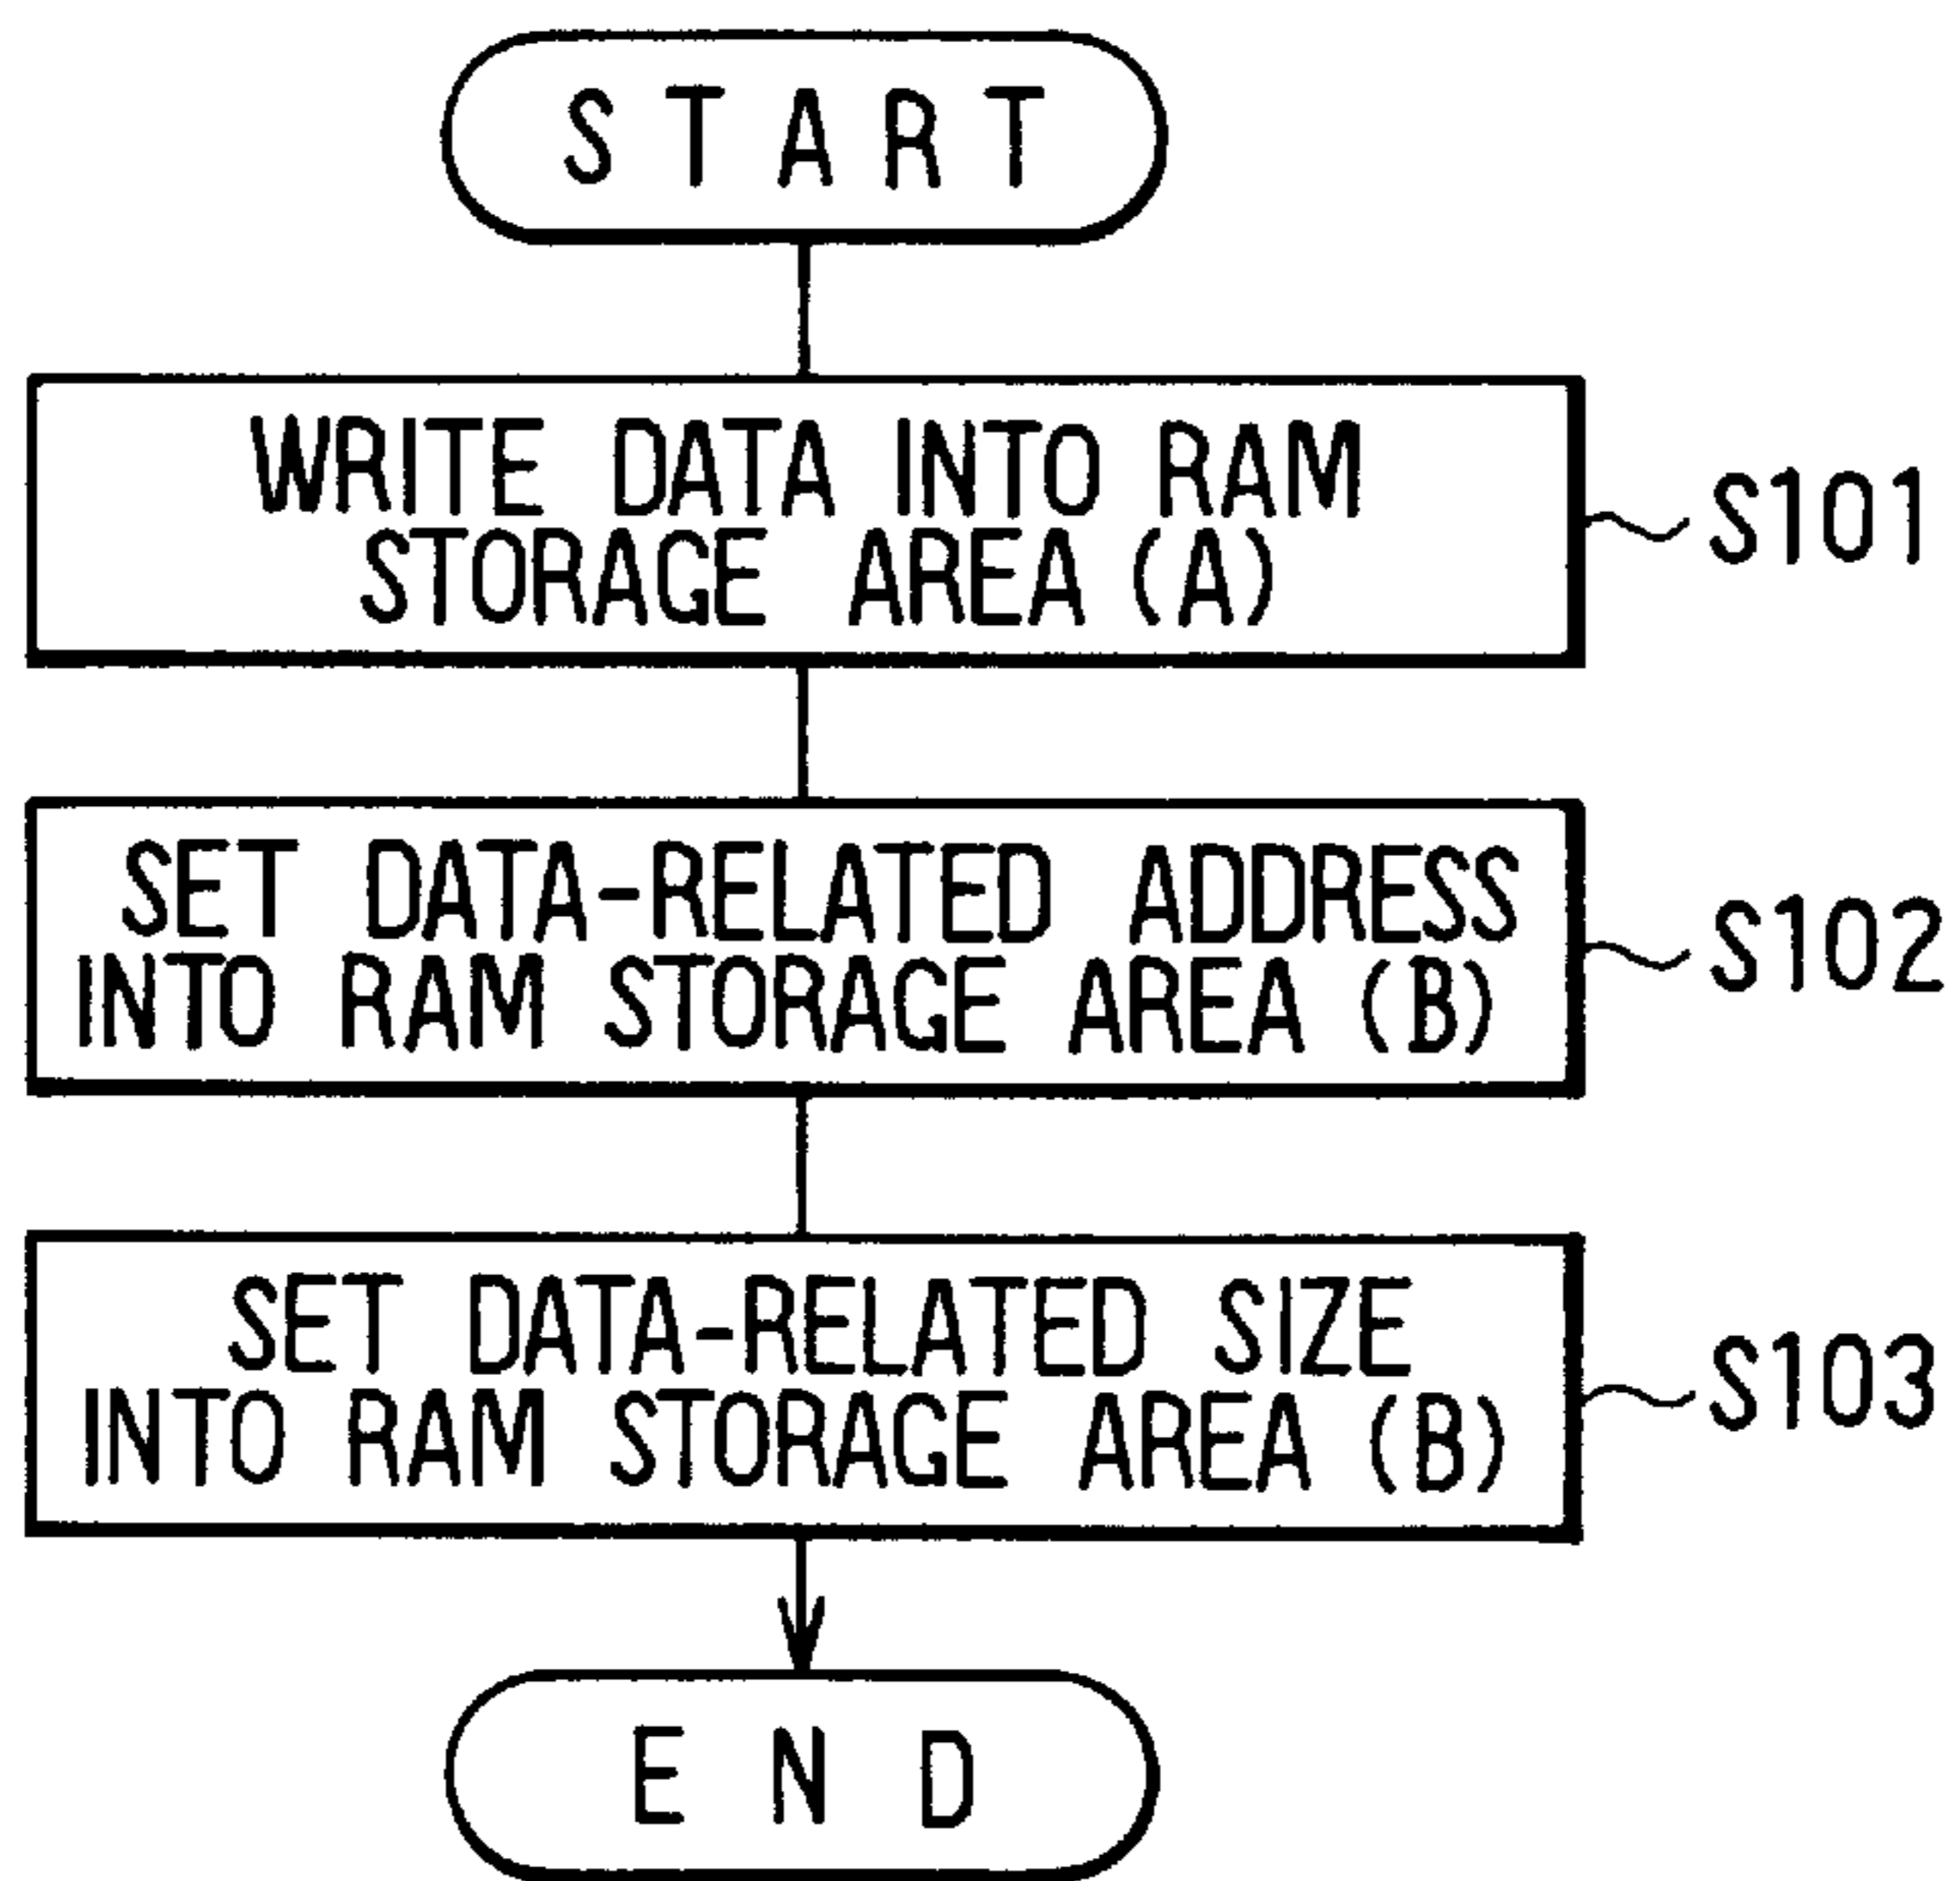 START
WRITE DATA INTO RAM
STORAGE AREA (A)
S101
SET DATA-RELATED ADDRESS
INTO RAM STORAGE AREA (B)
S102
SET DATA-RELATED SIZE
INTO RAM STORAGE AREA (B)
S103
END